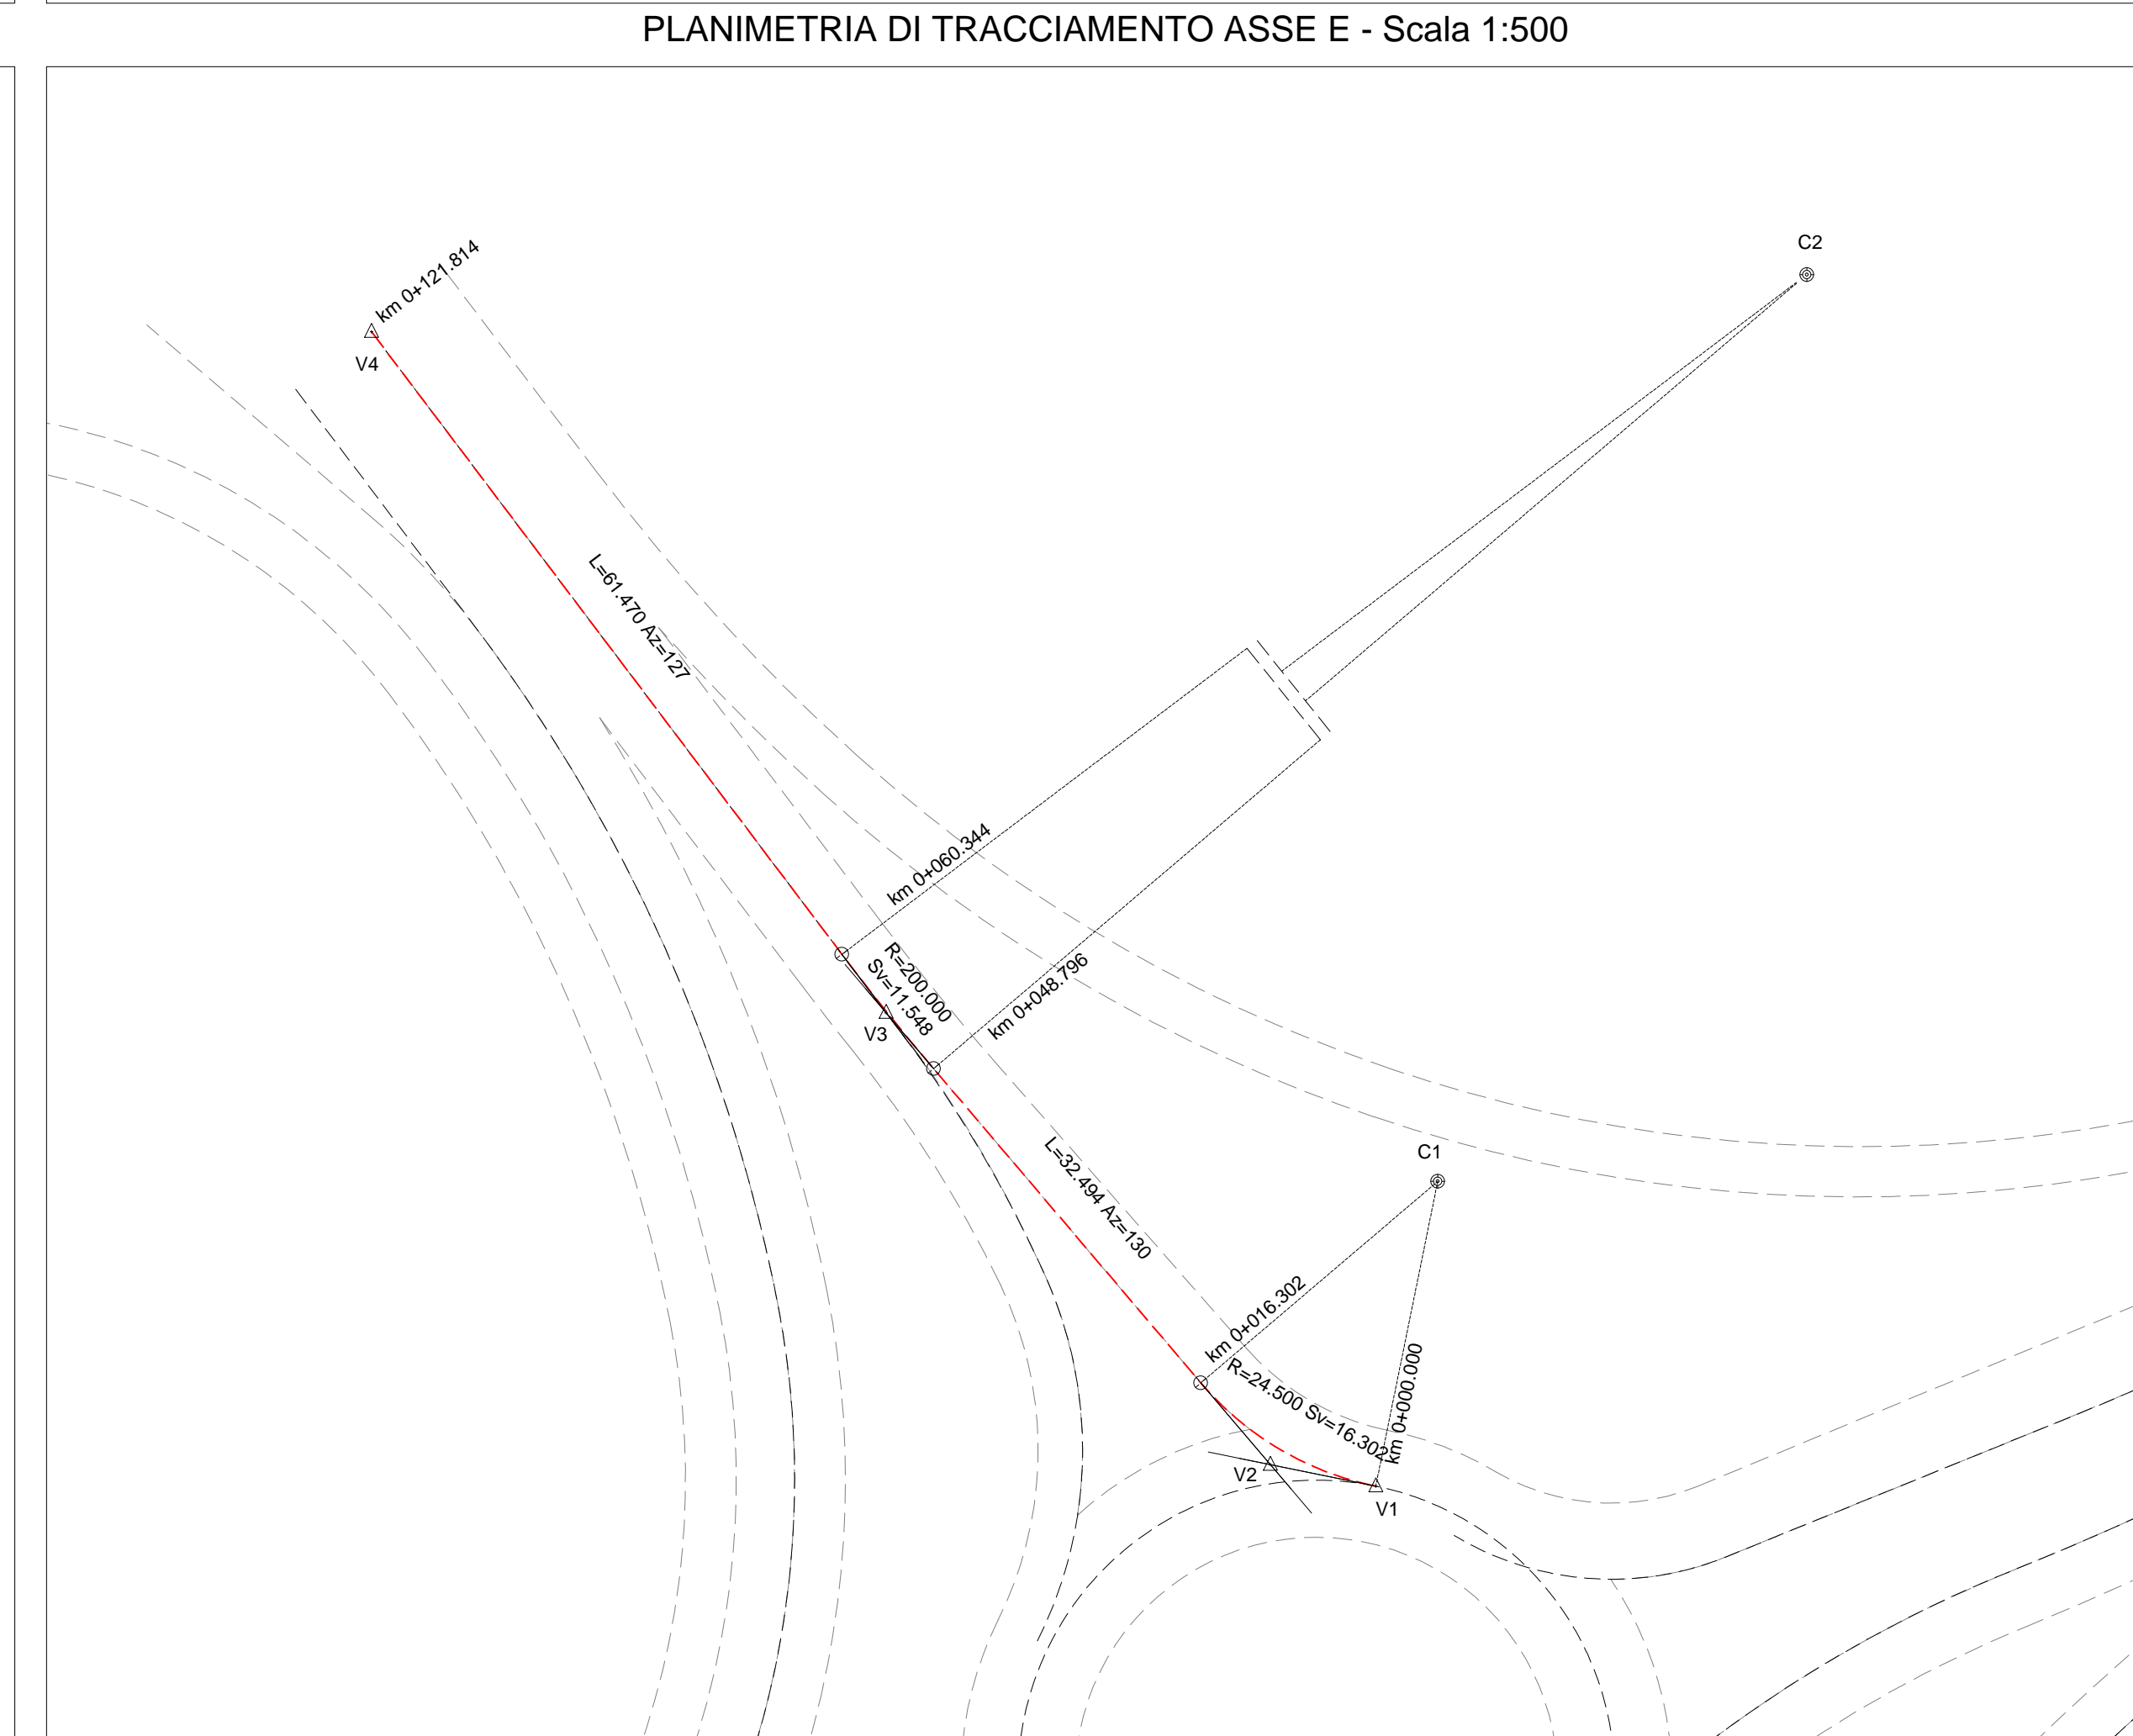 PLANIMETRIA DI TRACCIAMENTO ASSE E - Scala 1:500
C2
km 0+121.814
V4
L=61.470 Az=127
km 0+060.344
R=200.000
Sv=11.548
V3
km 0+048.796
L=32.494 Az=130
C1
km 0+016.302
R=24.500 Sv=16.302
km 0+000.000
V2
V1